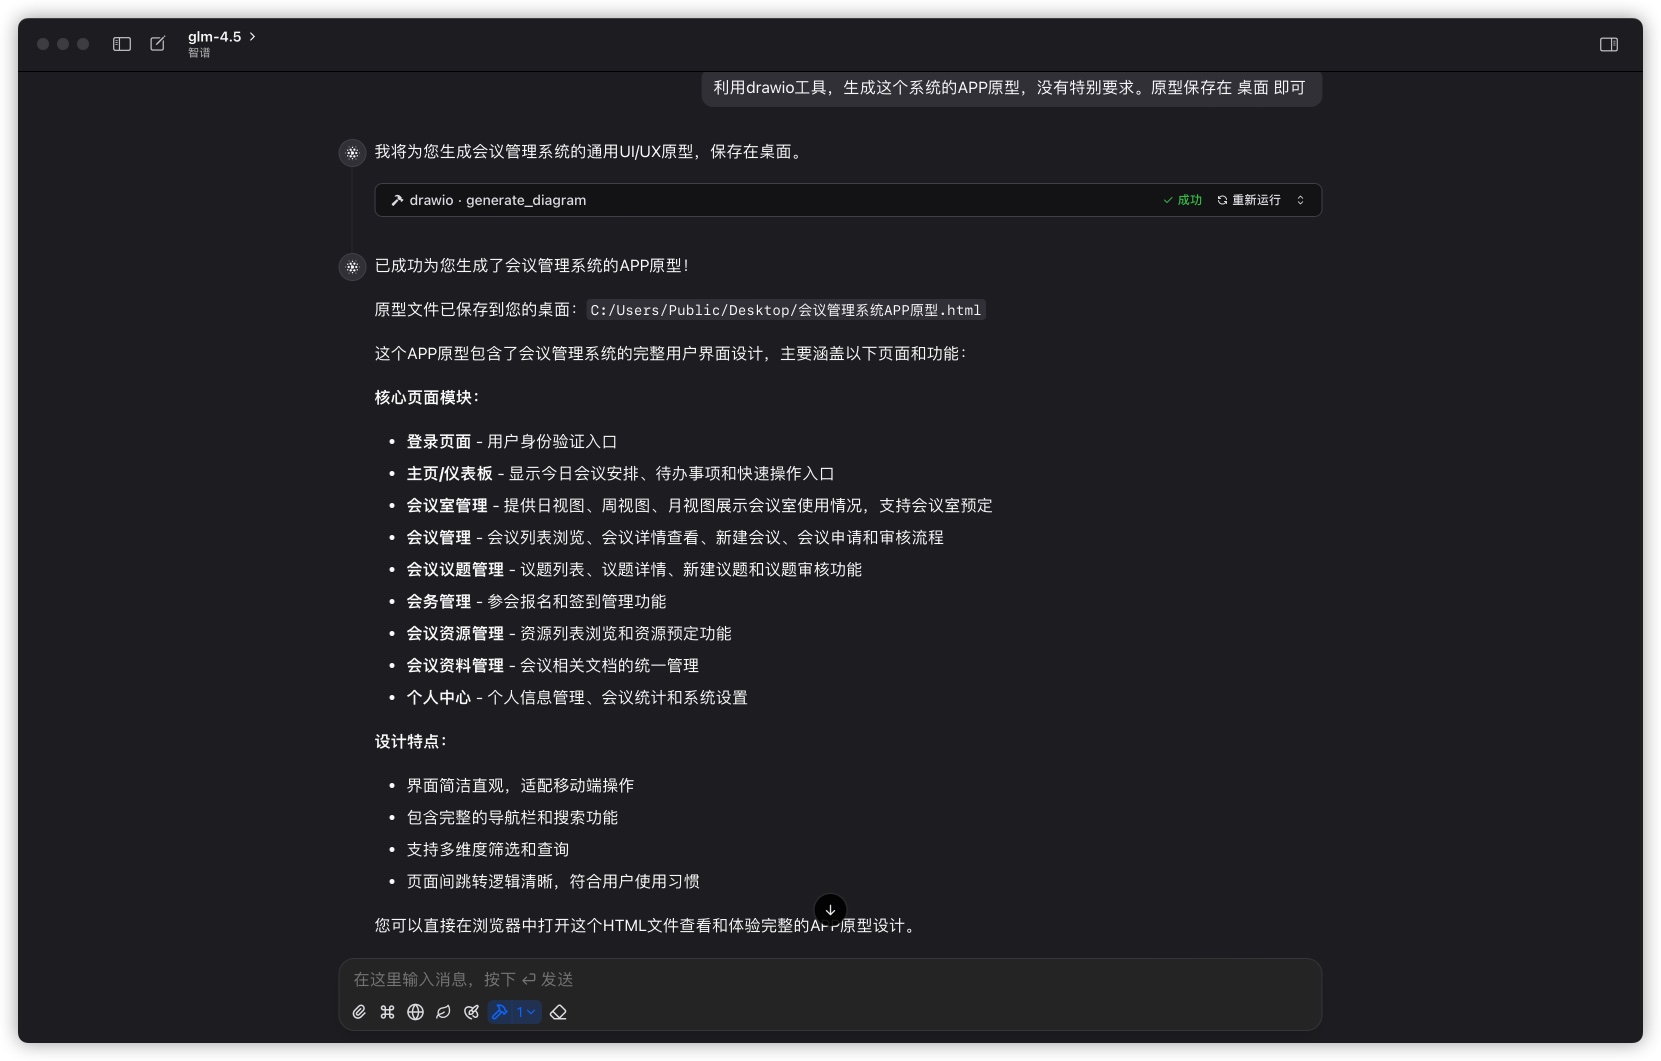 glm-4.5
智谱
利用drawio工具，生成这个系统的APP原型，没有特别要求。原型保存在 桌面 即可
我将为您生成会议管理系统的通用UI/UX原型，保存在桌面。
drawio · generate_diagram 成功 重新运行
已成功为您生成了会议管理系统的APP原型！
原型文件已保存到您的桌面：C:/Users/Public/Desktop/会议管理系统APP原型.html
这个APP原型包含了会议管理系统的完整用户界面设计，主要涵盖以下页面和功能：
核心页面模块：
• 登录页面 - 用户身份验证入口
• 主页/仪表板 - 显示今日会议安排、待办事项和快速操作入口
• 会议室管理 - 提供日视图、周视图、月视图展示会议室使用情况，支持会议室预定
• 会议管理 - 会议列表浏览、会议详情查看、新建会议、会议申请和审核流程
• 会议议题管理 - 议题列表、议题详情、新建议题和议题审核功能
• 会务管理 - 参会报名和签到管理功能
• 会议资源管理 - 资源列表浏览和资源预定功能
• 会议资料管理 - 会议相关文档的统一管理
• 个人中心 - 个人信息管理、会议统计和系统设置
设计特点：
• 界面简洁直观，适配移动端操作
• 包含完整的导航栏和搜索功能
• 支持多维度筛选和查询
• 页面间跳转逻辑清晰，符合用户使用习惯
您可以直接在浏览器中打开这个HTML文件查看和体验完整的APP原型设计。
在这里输入消息，按下 ⏎ 发送
1